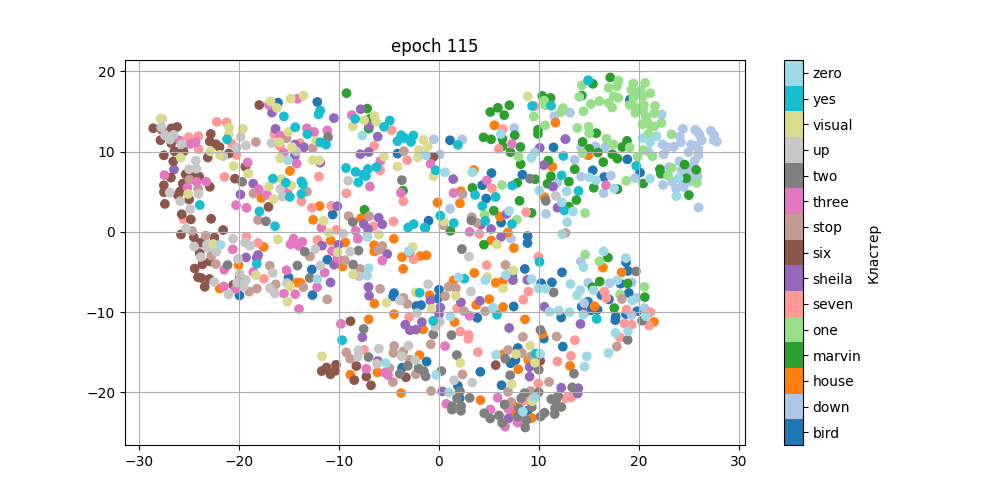 epoch 115
20
10
0
−10
−20
−30
−20
−10
0
10
20
30
zero
yes
visual
up
two
three
stop
six
sheila
seven
one
marvin
house
down
bird
Кластер